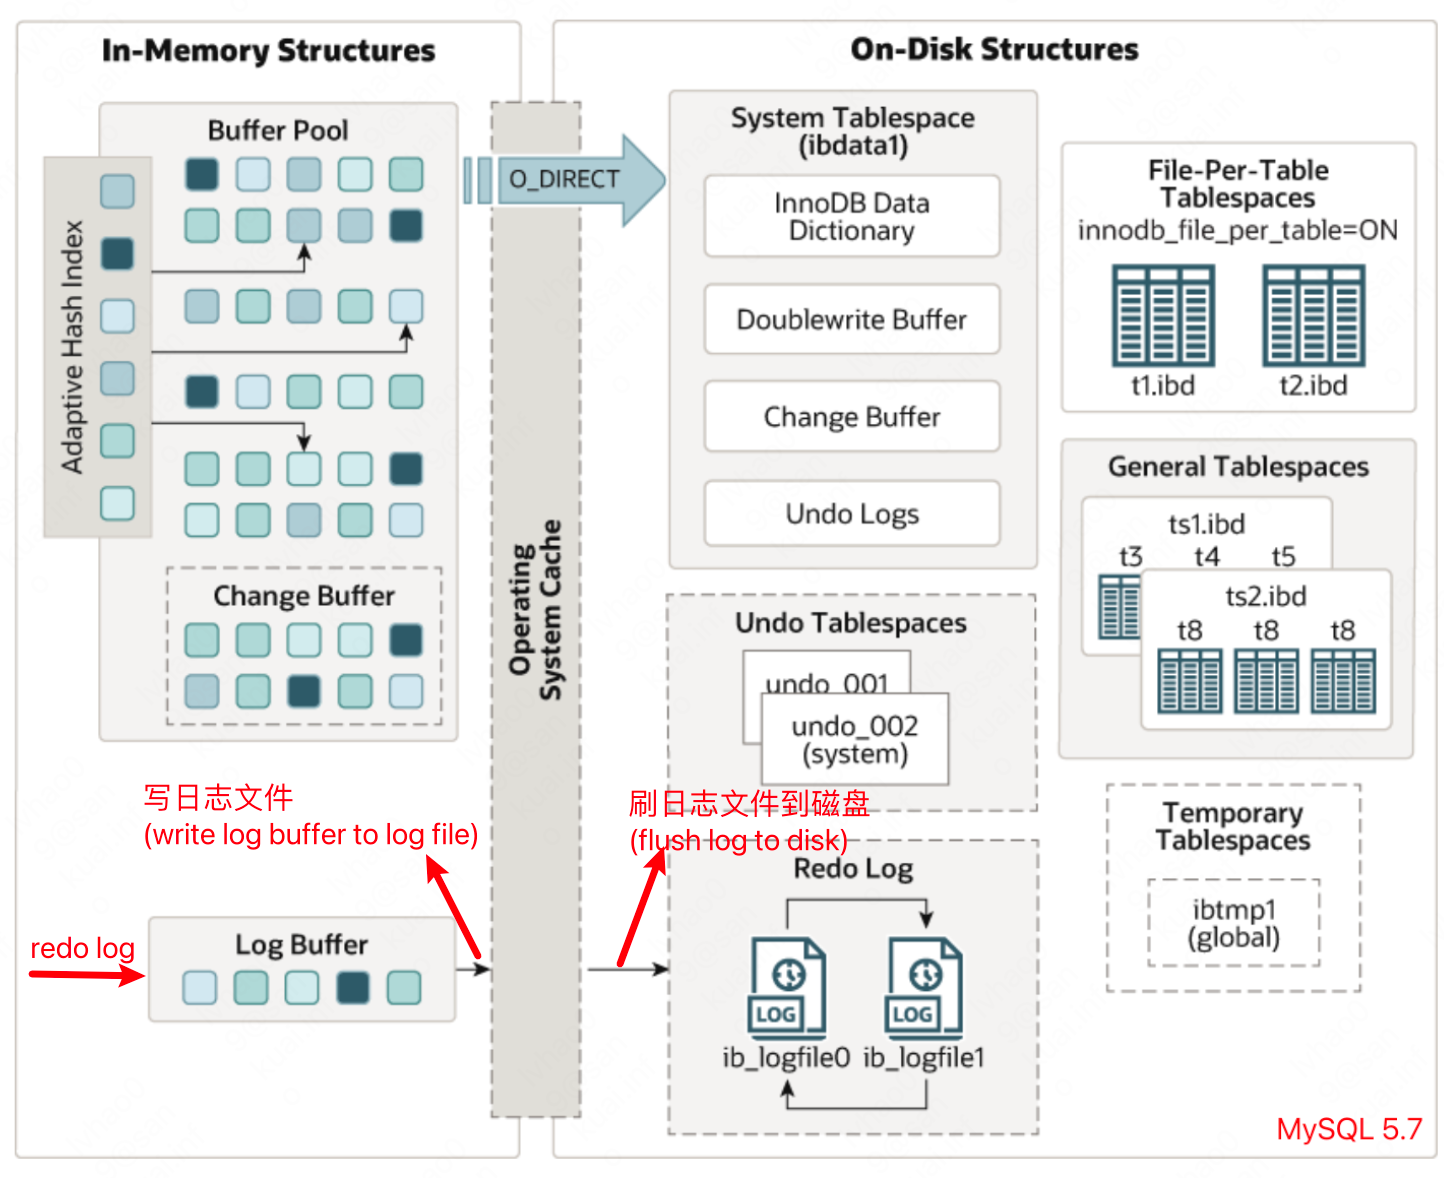 In-Memory Structures
Buffer Pool
Adaptive Hash Index
Change Buffer
写日志文件
(write log buffer to log file)
redo log
Log Buffer
Operating
System Cache
O_DIRECT
On-Disk Structures
System Tablespace
(ibdata1)
InnoDB Data
Dictionary
Doublewrite Buffer
Change Buffer
Undo Logs
Undo Tablespaces
undo_001
undo_002
(system)
刷日志文件到磁盘
(flush log to disk)
Redo Log
LOG
LOG
ib_logfile0
ib_logfile1
File-Per-Table
Tablespaces
innodb_file_per_table=ON
t1.ibd
t2.ibd
General Tablespaces
ts1.ibd
t3 t4 t5
ts2.ibd
t8 t8 t8
Temporary
Tablespaces
ibtmp1
(global)
MySQL 5.7